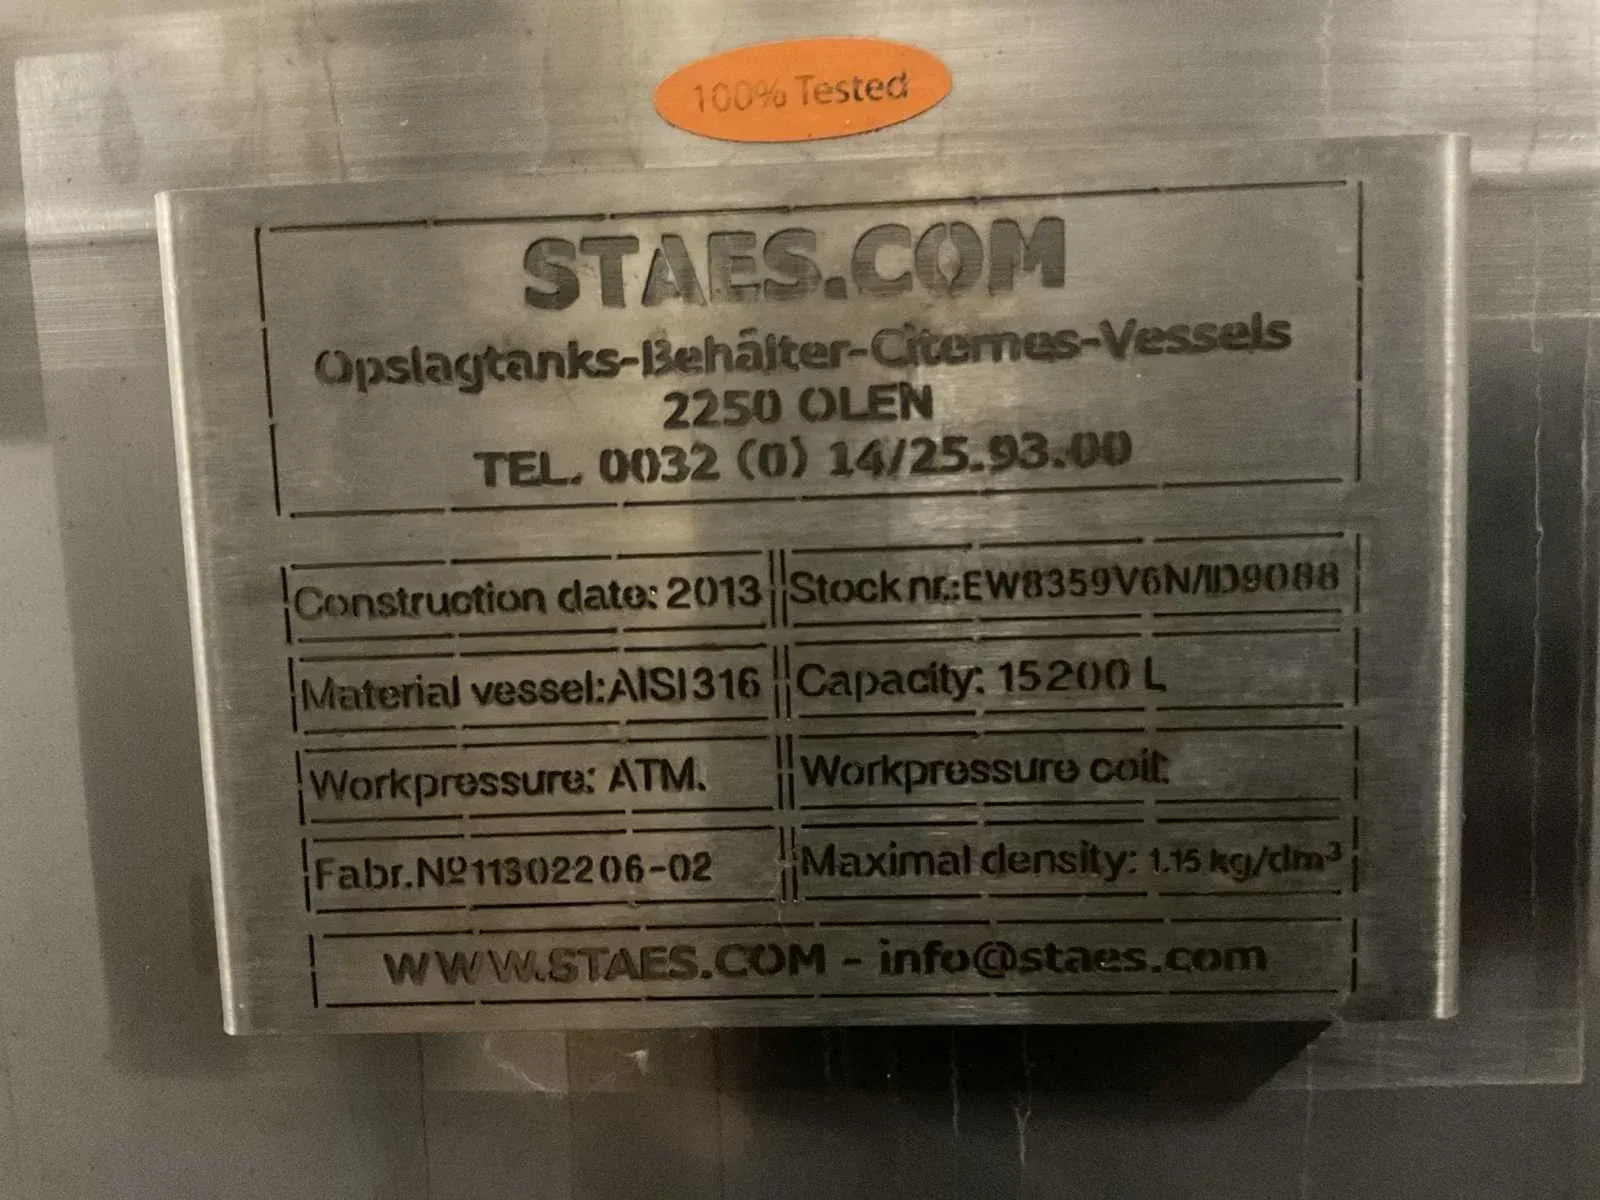 100% Tested
STAES.COM
Opslagtanks-Behälter-Citernes-Vessels
2250 OLEN
TEL. 0032 (0) 14/25.93.00
Construction date: 2013
Stock nr.:EW8359V6N/ID9088
Material vessel:AISI 316
Capacity: 15200 L
Workpressure: ATM.
Workpressure coil:
Fabr.Nº11302206-02
Maximal density: 1.15 kg/dm³
WWW.STAES.COM - info@staes.com